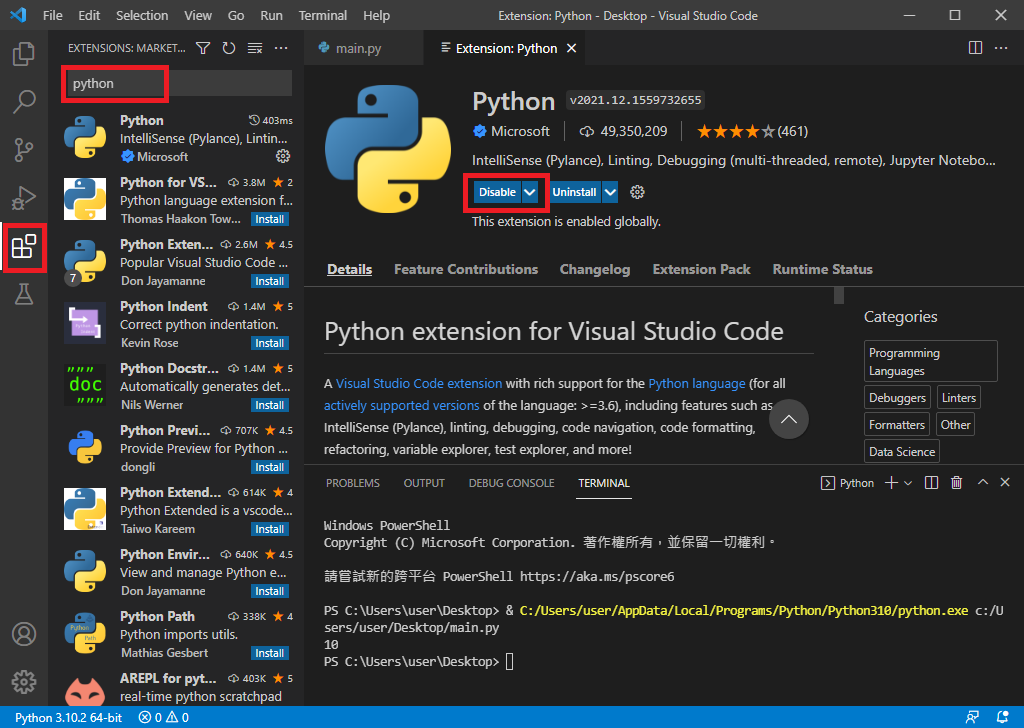 File Edit Selection View Go Run Terminal Help
Extension: Python - Desktop - Visual Studio Code
EXTENSIONS: MARKET...
python
Python 403ms
IntelliSense (Pylance), Lintin...
Microsoft
Python for VS... 3.8M 2
Python language extension f...
Thomas Haakon Tow... Install
Python Exten... 2.6M 4.5
Popular Visual Studio Code ...
7
Don Jayamanne Install
Python Indent 1.4M 5
Correct python indentation.
Kevin Rose Install
Python Docstr... 1.4M 5
Automatically generates det...
"""
doc
"""
Nils Werner Install
Python Previ... 707K 4.5
Provide Preview for Python ...
dongli Install
Python Extend... 614K 4
Python Extended is a vscode...
Taiwo Kareem Install
Python Envir... 640K 4.5
View and manage Python e...
Don Jayamanne Install
Python Path 338K 4
Python imports utils.
Python
Path
Mathias Gesbert Install
AREPL for pyt... 403K 5
real-time python scratchpad
main.py
Extension: Python
Python v2021.12.1559732655
Microsoft 49,350,209 (461)
IntelliSense (Pylance), Linting, Debugging (multi-threaded, remote), Jupyter Notebo...
Disable Uninstall
This extension is enabled globally.
Details Feature Contributions Changelog Extension Pack Runtime Status
Python extension for Visual Studio Code
A Visual Studio Code extension with rich support for the Python language (for all
actively supported versions of the language: >=3.6), including features such as
IntelliSense (Pylance), linting, debugging, code navigation, code formatting,
refactoring, variable explorer, test explorer, and more!
Categories
Programming
Languages
Debuggers Linters
Formatters Other
Data Science
PROBLEMS OUTPUT DEBUG CONSOLE TERMINAL
Python
Windows PowerShell
Copyright (C) Microsoft Corporation. 著作權所有，並保留一切權利。
請嘗試新的跨平台 PowerShell https://aka.ms/pscore6
PS C:\Users\user\Desktop> & C:/Users/user/AppData/Local/Programs/Python/Python310/python.exe c:/U
sers/user/Desktop/main.py
10
PS C:\Users\user\Desktop>
Python 3.10.2 64-bit 0 0